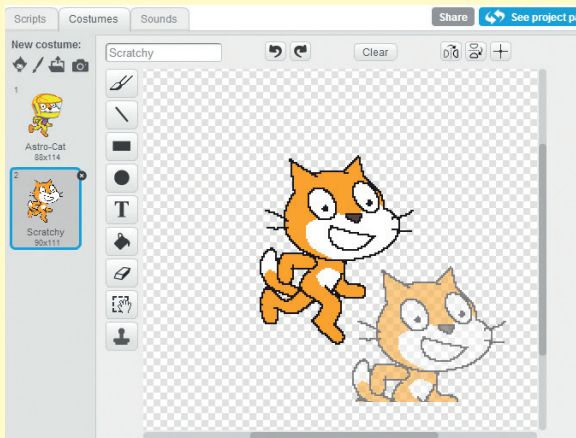 Scripts Costumes Sounds Share See project pa
New costume:
Scratchy
Clear
1
Astro-Cat
88x114
2
Scratchy
90x111
T